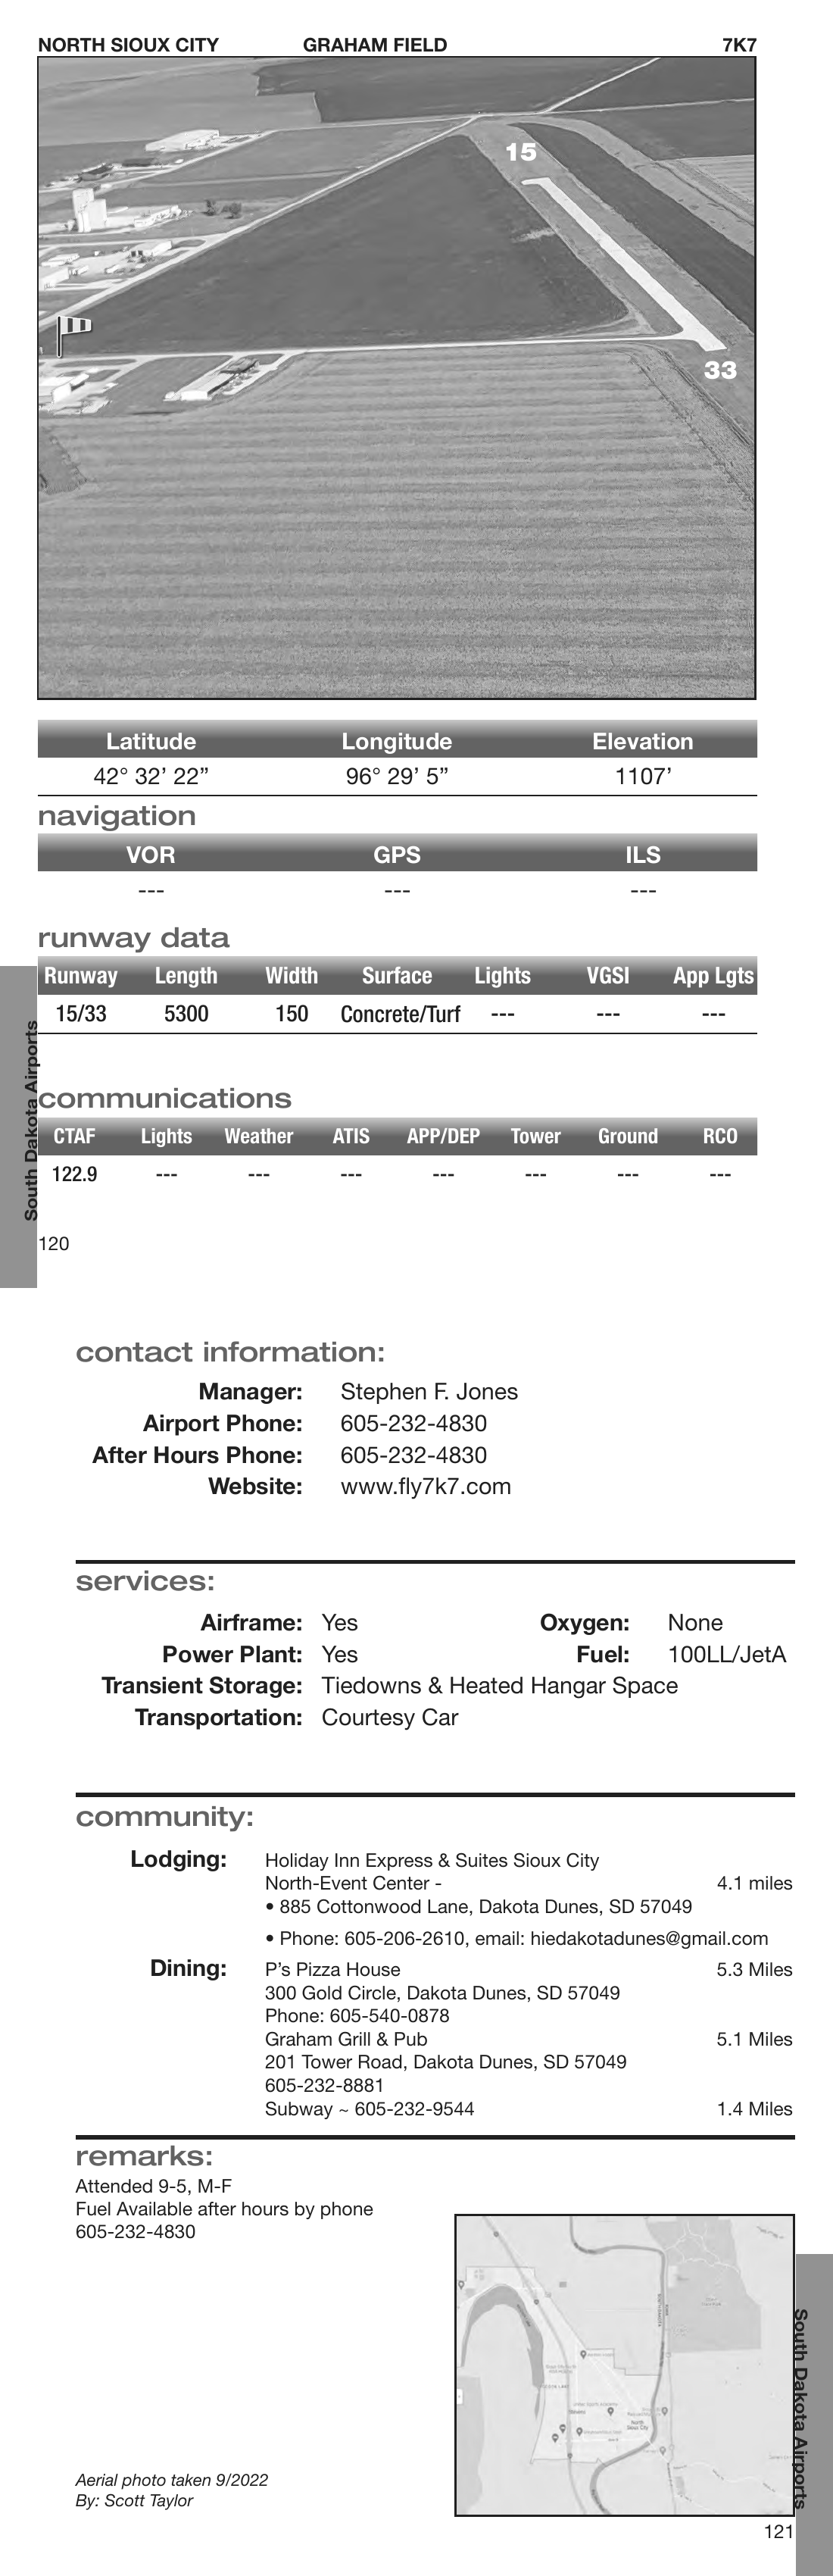 NORTH SIOUX CITY GRAHAM FIELD 7K7
15
33
Latitude Longitude Elevation
42° 32’ 22” 96° 29’ 5” 1107’
navigation
VOR GPS ILS
--- --- ---
runway data
Runway Length Width Surface Lights VGSI App Lgts
15/33 5300 150 Concrete/Turf --- --- ---
communications
CTAF Lights Weather ATIS APP/DEP Tower Ground RCO
122.9 --- --- --- --- --- --- ---
South Dakota Airports
120
contact information:
Manager: Stephen F. Jones
Airport Phone: 605-232-4830
After Hours Phone: 605-232-4830
Website: www.fly7k7.com
services:
Airframe: Yes Oxygen: None
Power Plant: Yes Fuel: 100LL/JetA
Transient Storage: Tiedowns & Heated Hangar Space
Transportation: Courtesy Car
community:
Lodging: Holiday Inn Express & Suites Sioux City
North-Event Center - 4.1 miles
• 885 Cottonwood Lane, Dakota Dunes, SD 57049
• Phone: 605-206-2610, email: hiedakotadunes@gmail.com
Dining: P’s Pizza House 5.3 Miles
300 Gold Circle, Dakota Dunes, SD 57049
Phone: 605-540-0878
Graham Grill & Pub 5.1 Miles
201 Tower Road, Dakota Dunes, SD 57049
605-232-8881
Subway ~ 605-232-9544 1.4 Miles
remarks:
Attended 9-5, M-F
Fuel Available after hours by phone
605-232-4830
North
Sioux City
Aerial photo taken 9/2022
By: Scott Taylor
South Dakota Airports
121